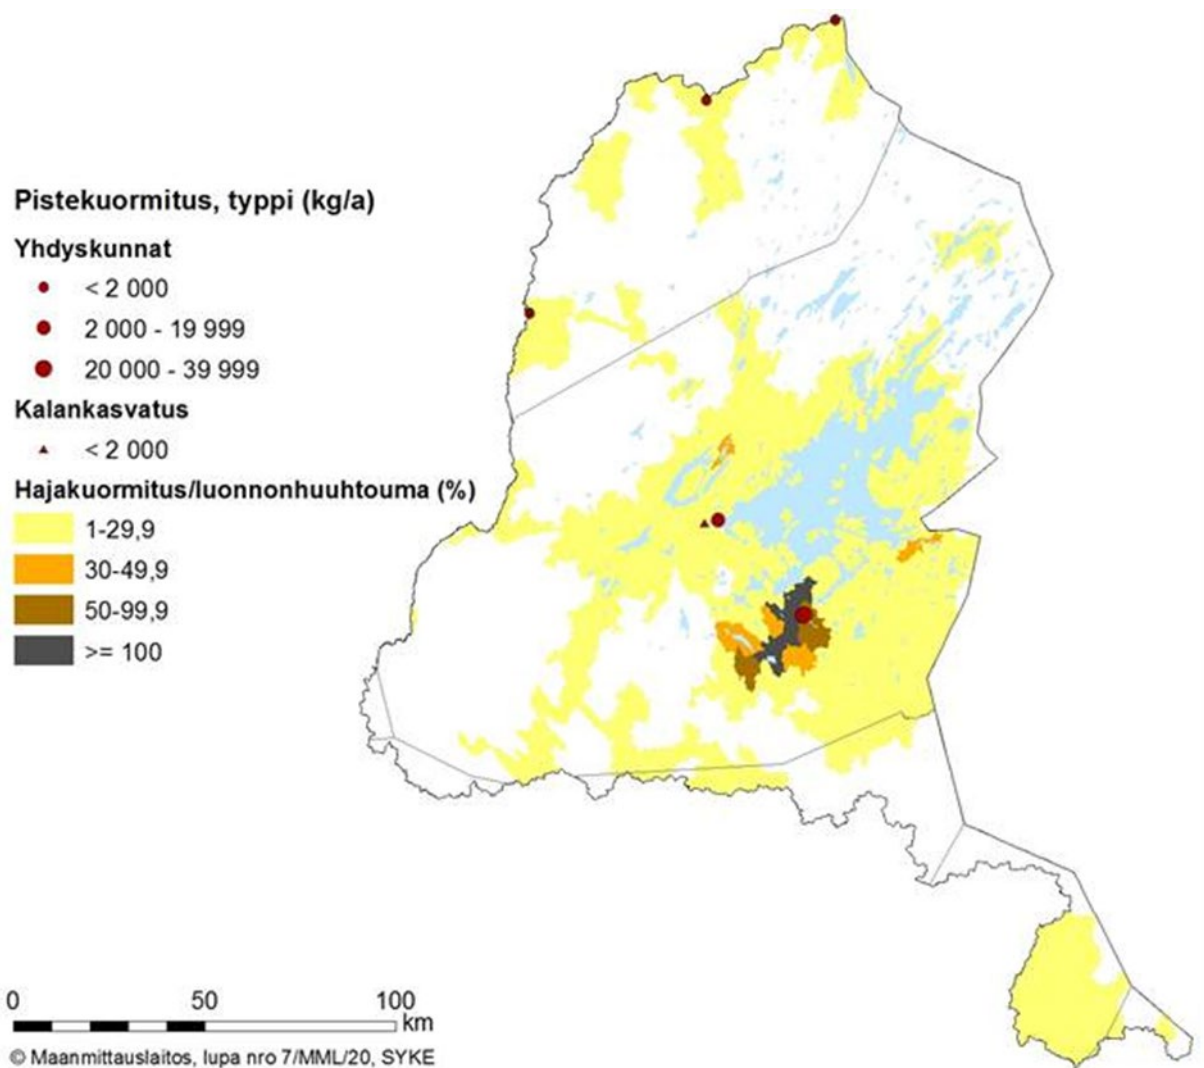 Pistekuormitus, typpi (kg/a)
Yhdyskunnat
< 2 000
2 000 - 19 999
20 000 - 39 999
Kalankasvatus
< 2 000
Hajakuormitus/luonnonhuuhtouma (%)
1-29,9
30-49,9
50-99,9
>= 100
0 50 100
km
© Maanmittauslaitos, lupa nro 7/MML/20, SYKE